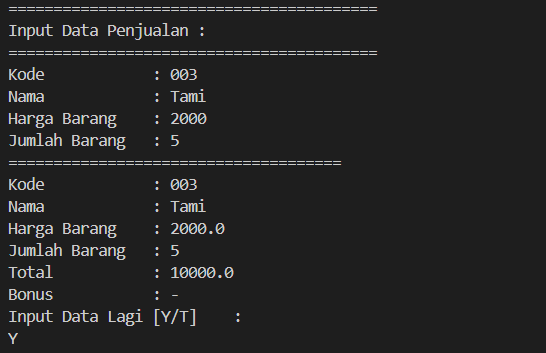 =========================================
Input Data Penjualan :
=========================================
Kode            : 003
Nama            : Tami
Harga Barang    : 2000
Jumlah Barang   : 5
=====================================
Kode            : 003
Nama            : Tami
Harga Barang    : 2000.0
Jumlah Barang   : 5
Total           : 10000.0
Bonus           : -
Input Data Lagi [Y/T]    :
Y